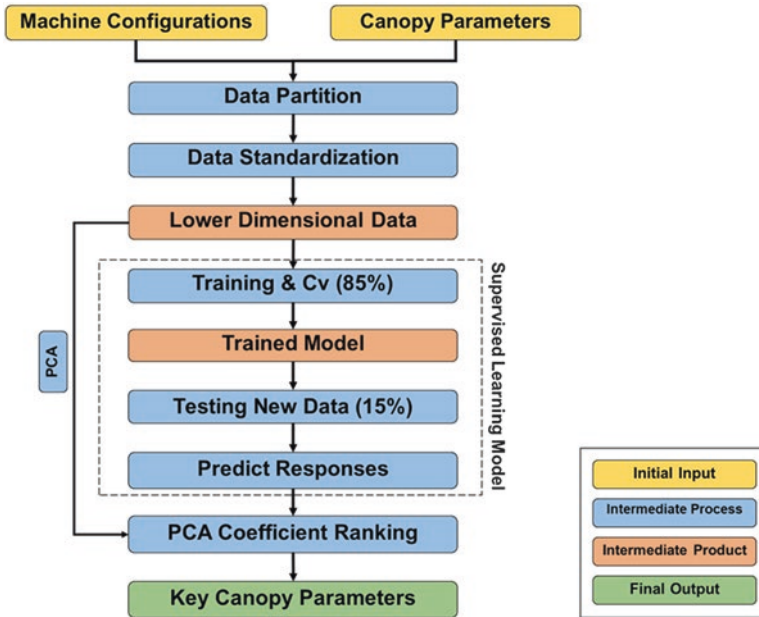 Machine Configurations
Canopy Parameters
Data Partition
Data Standardization
Lower Dimensional Data
Training & Cv (85%)
Trained Model
Testing New Data (15%)
Predict Responses
Supervised Learning Model
PCA
PCA Coefficient Ranking
Key Canopy Parameters
Initial Input
Intermediate Process
Intermediate Product
Final Output